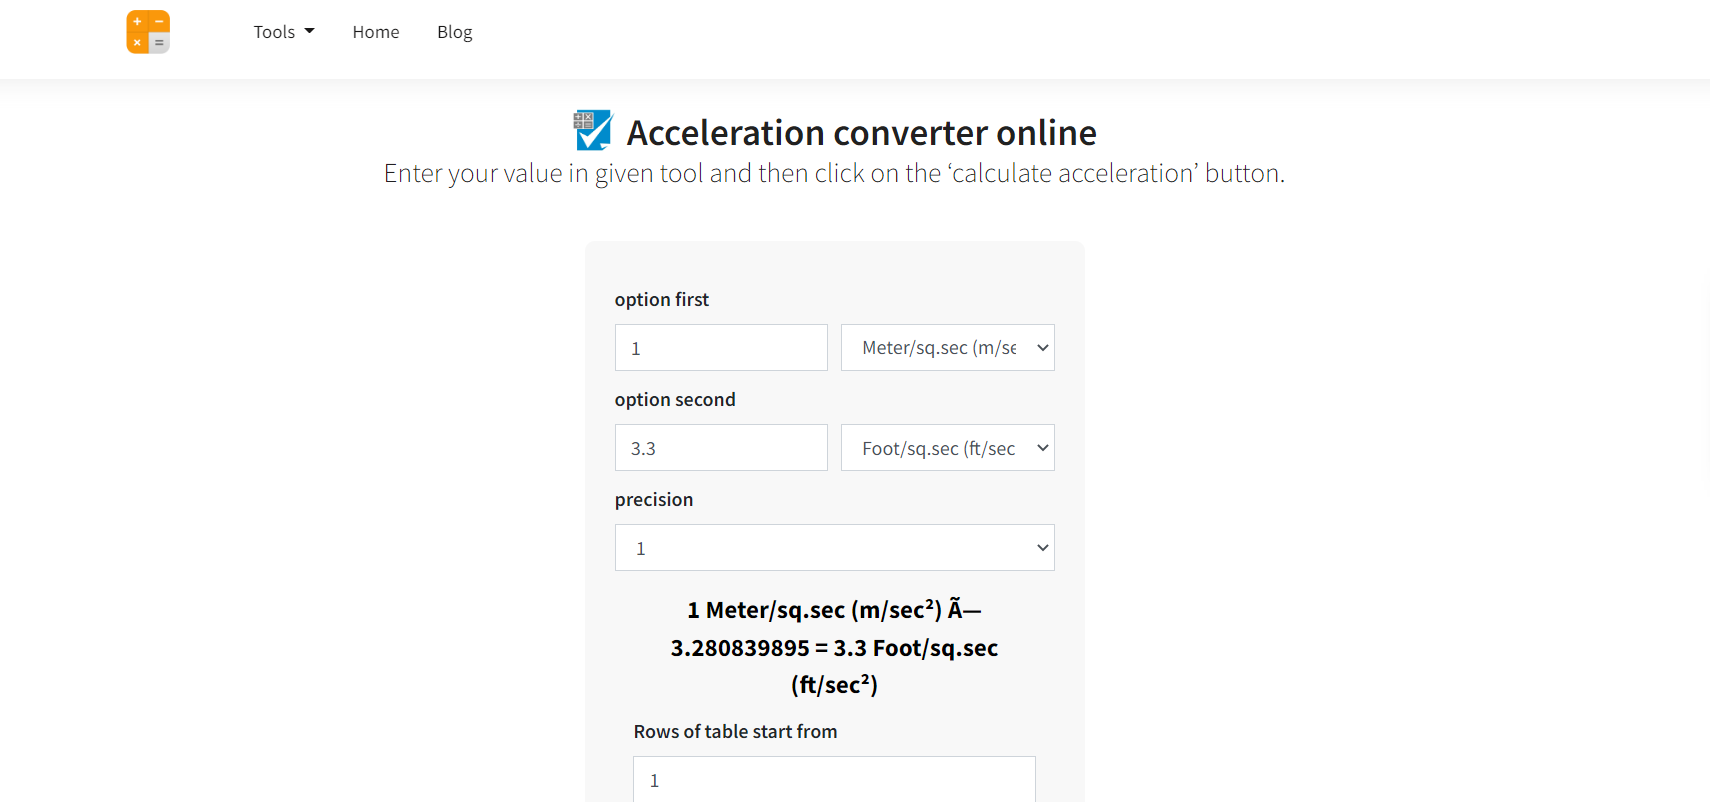 Tools Home Blog
Acceleration converter online
Enter your value in given tool and then click on the ‘calculate acceleration’ button.
option first
1 Meter/sq.sec (m/se
option second
3.3 Foot/sq.sec (ft/sec
precision
1
1 Meter/sq.sec (m/sec²) Ã—
3.280839895 = 3.3 Foot/sq.sec
(ft/sec²)
Rows of table start from
1